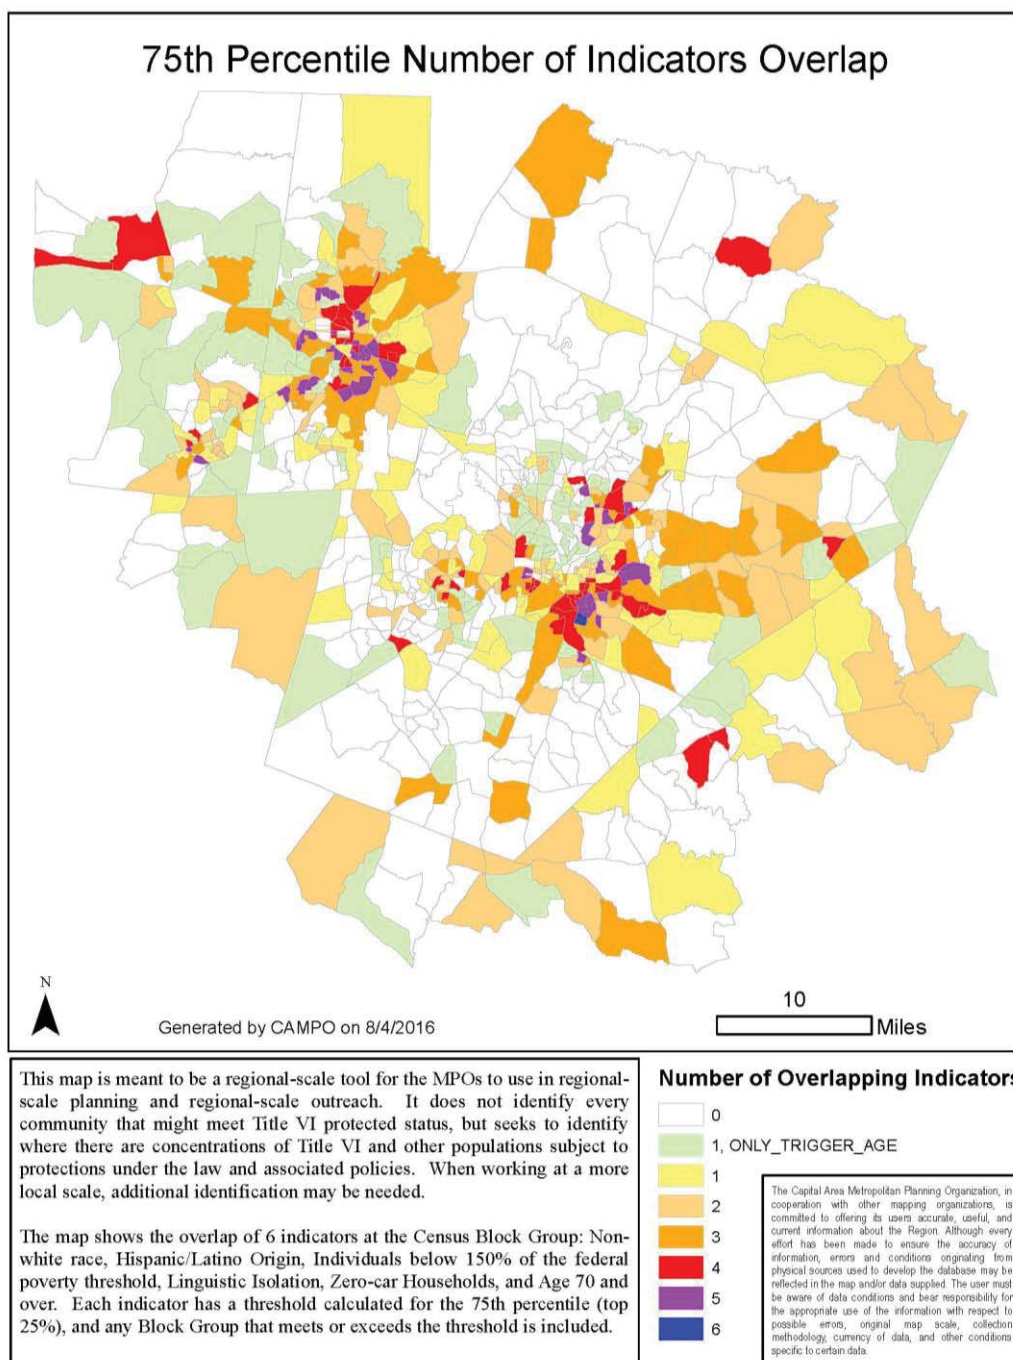 75th Percentile Number of Indicators Overlap
N
Generated by CAMPO on 8/4/2016
10
Miles
This map is meant to be a regional-scale tool for the MPOs to use in regional-
scale planning and regional-scale outreach. It does not identify every
community that might meet Title VI protected status, but seeks to identify
where there are concentrations of Title VI and other populations subject to
protections under the law and associated policies. When working at a more
local scale, additional identification may be needed.
The map shows the overlap of 6 indicators at the Census Block Group: Non-
white race, Hispanic/Latino Origin, Individuals below 150% of the federal
poverty threshold, Linguistic Isolation, Zero-car Households, and Age 70 and
over. Each indicator has a threshold calculated for the 75th percentile (top
25%), and any Block Group that meets or exceeds the threshold is included.
Number of Overlapping Indicators
0
1, ONLY_TRIGGER_AGE
1
2
3
4
5
6
The Capital Area Metropolitan Planning Organization, in
cooperation with other mapping organizations, is
committed to offering its users accurate, useful, and
current information about the Region. Although every
effort has been made to ensure the accuracy of
information, errors and conditions originating from
physical sources used to develop the database may be
reflected in the map and/or data supplied. The user must
be aware of data conditions and bear responsibility for
the appropriate use of the information with respect to
possible errors, original map scale, collection
methodology, currency of data, and other conditions
specific to certain data.